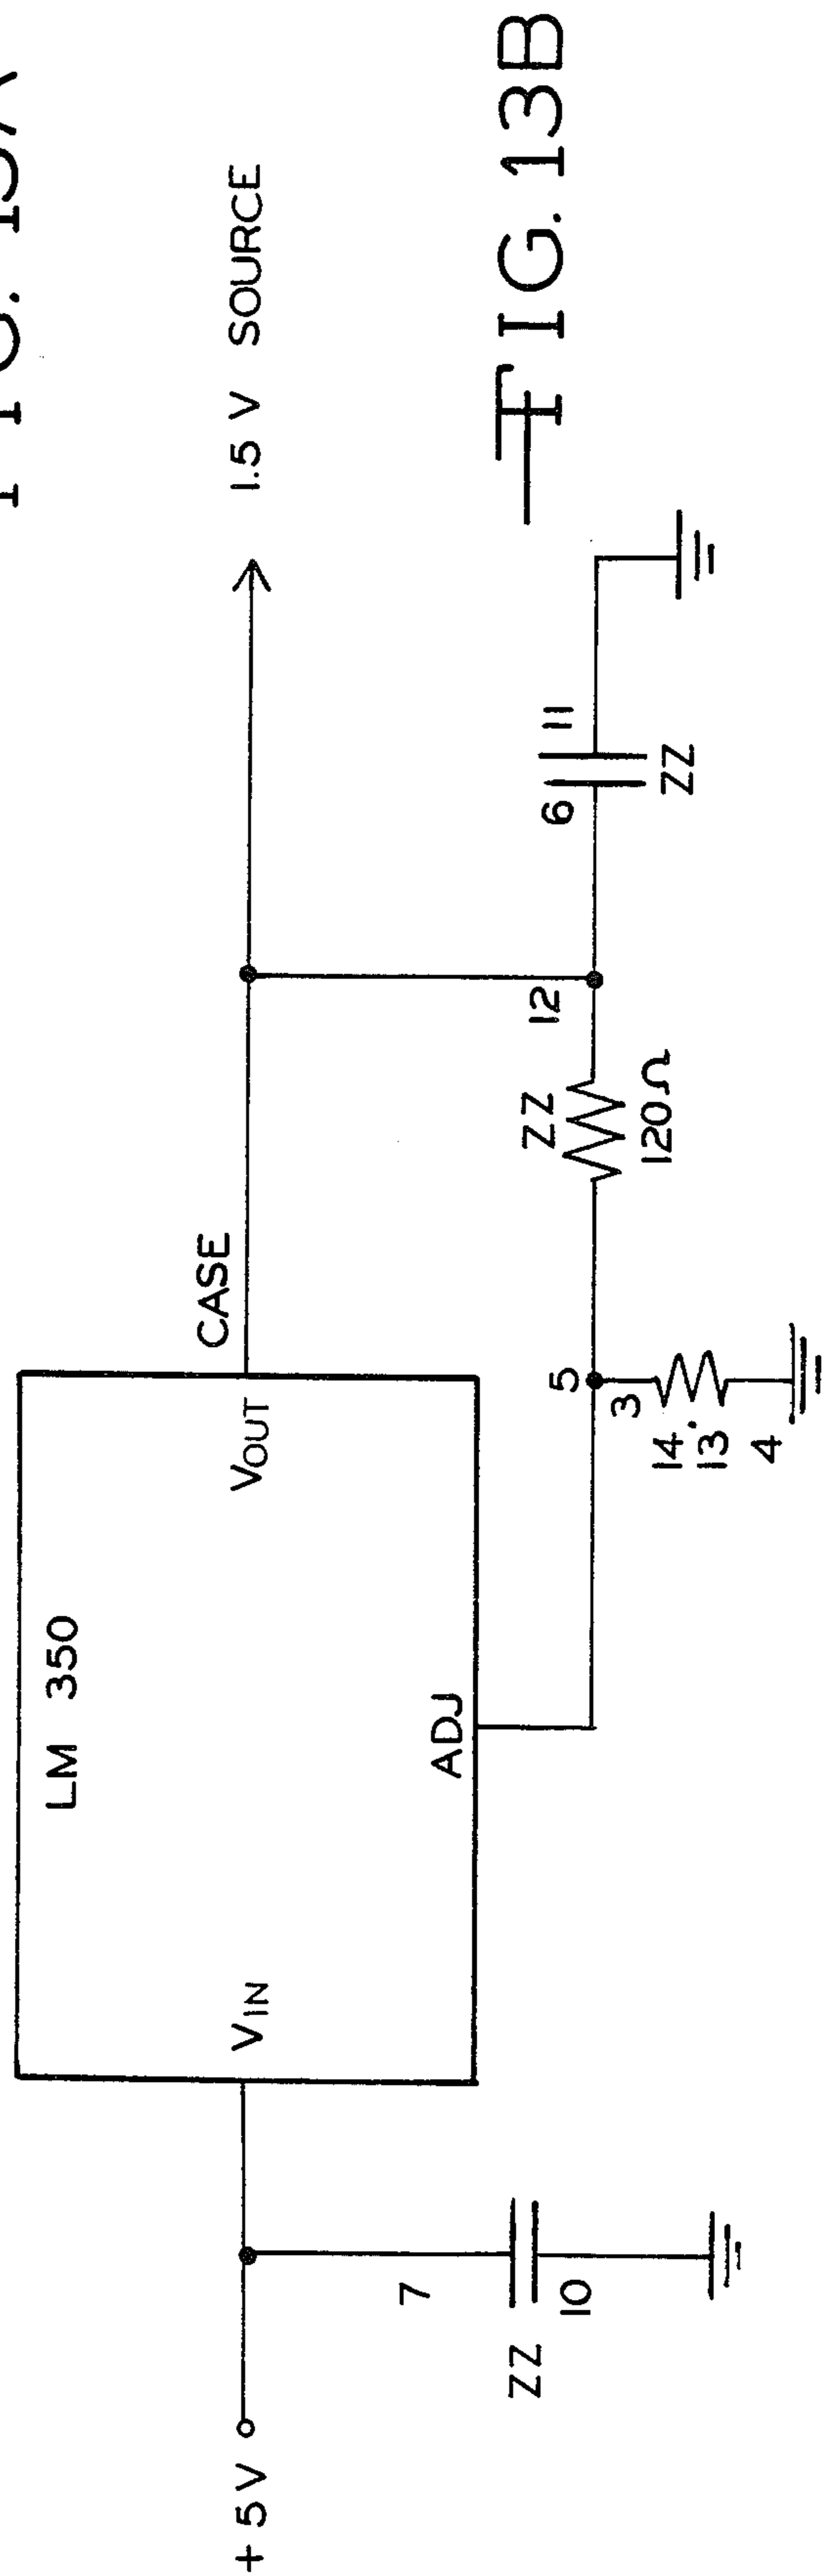 LM 350
+ 5V
VIN
VOUT
CASE
1.5 V SOURCE
ADJ
7
ZZ
10
5
3
14.
13
4
ZZ
120Ω
12
6
11
ZZ
FIG. 13B